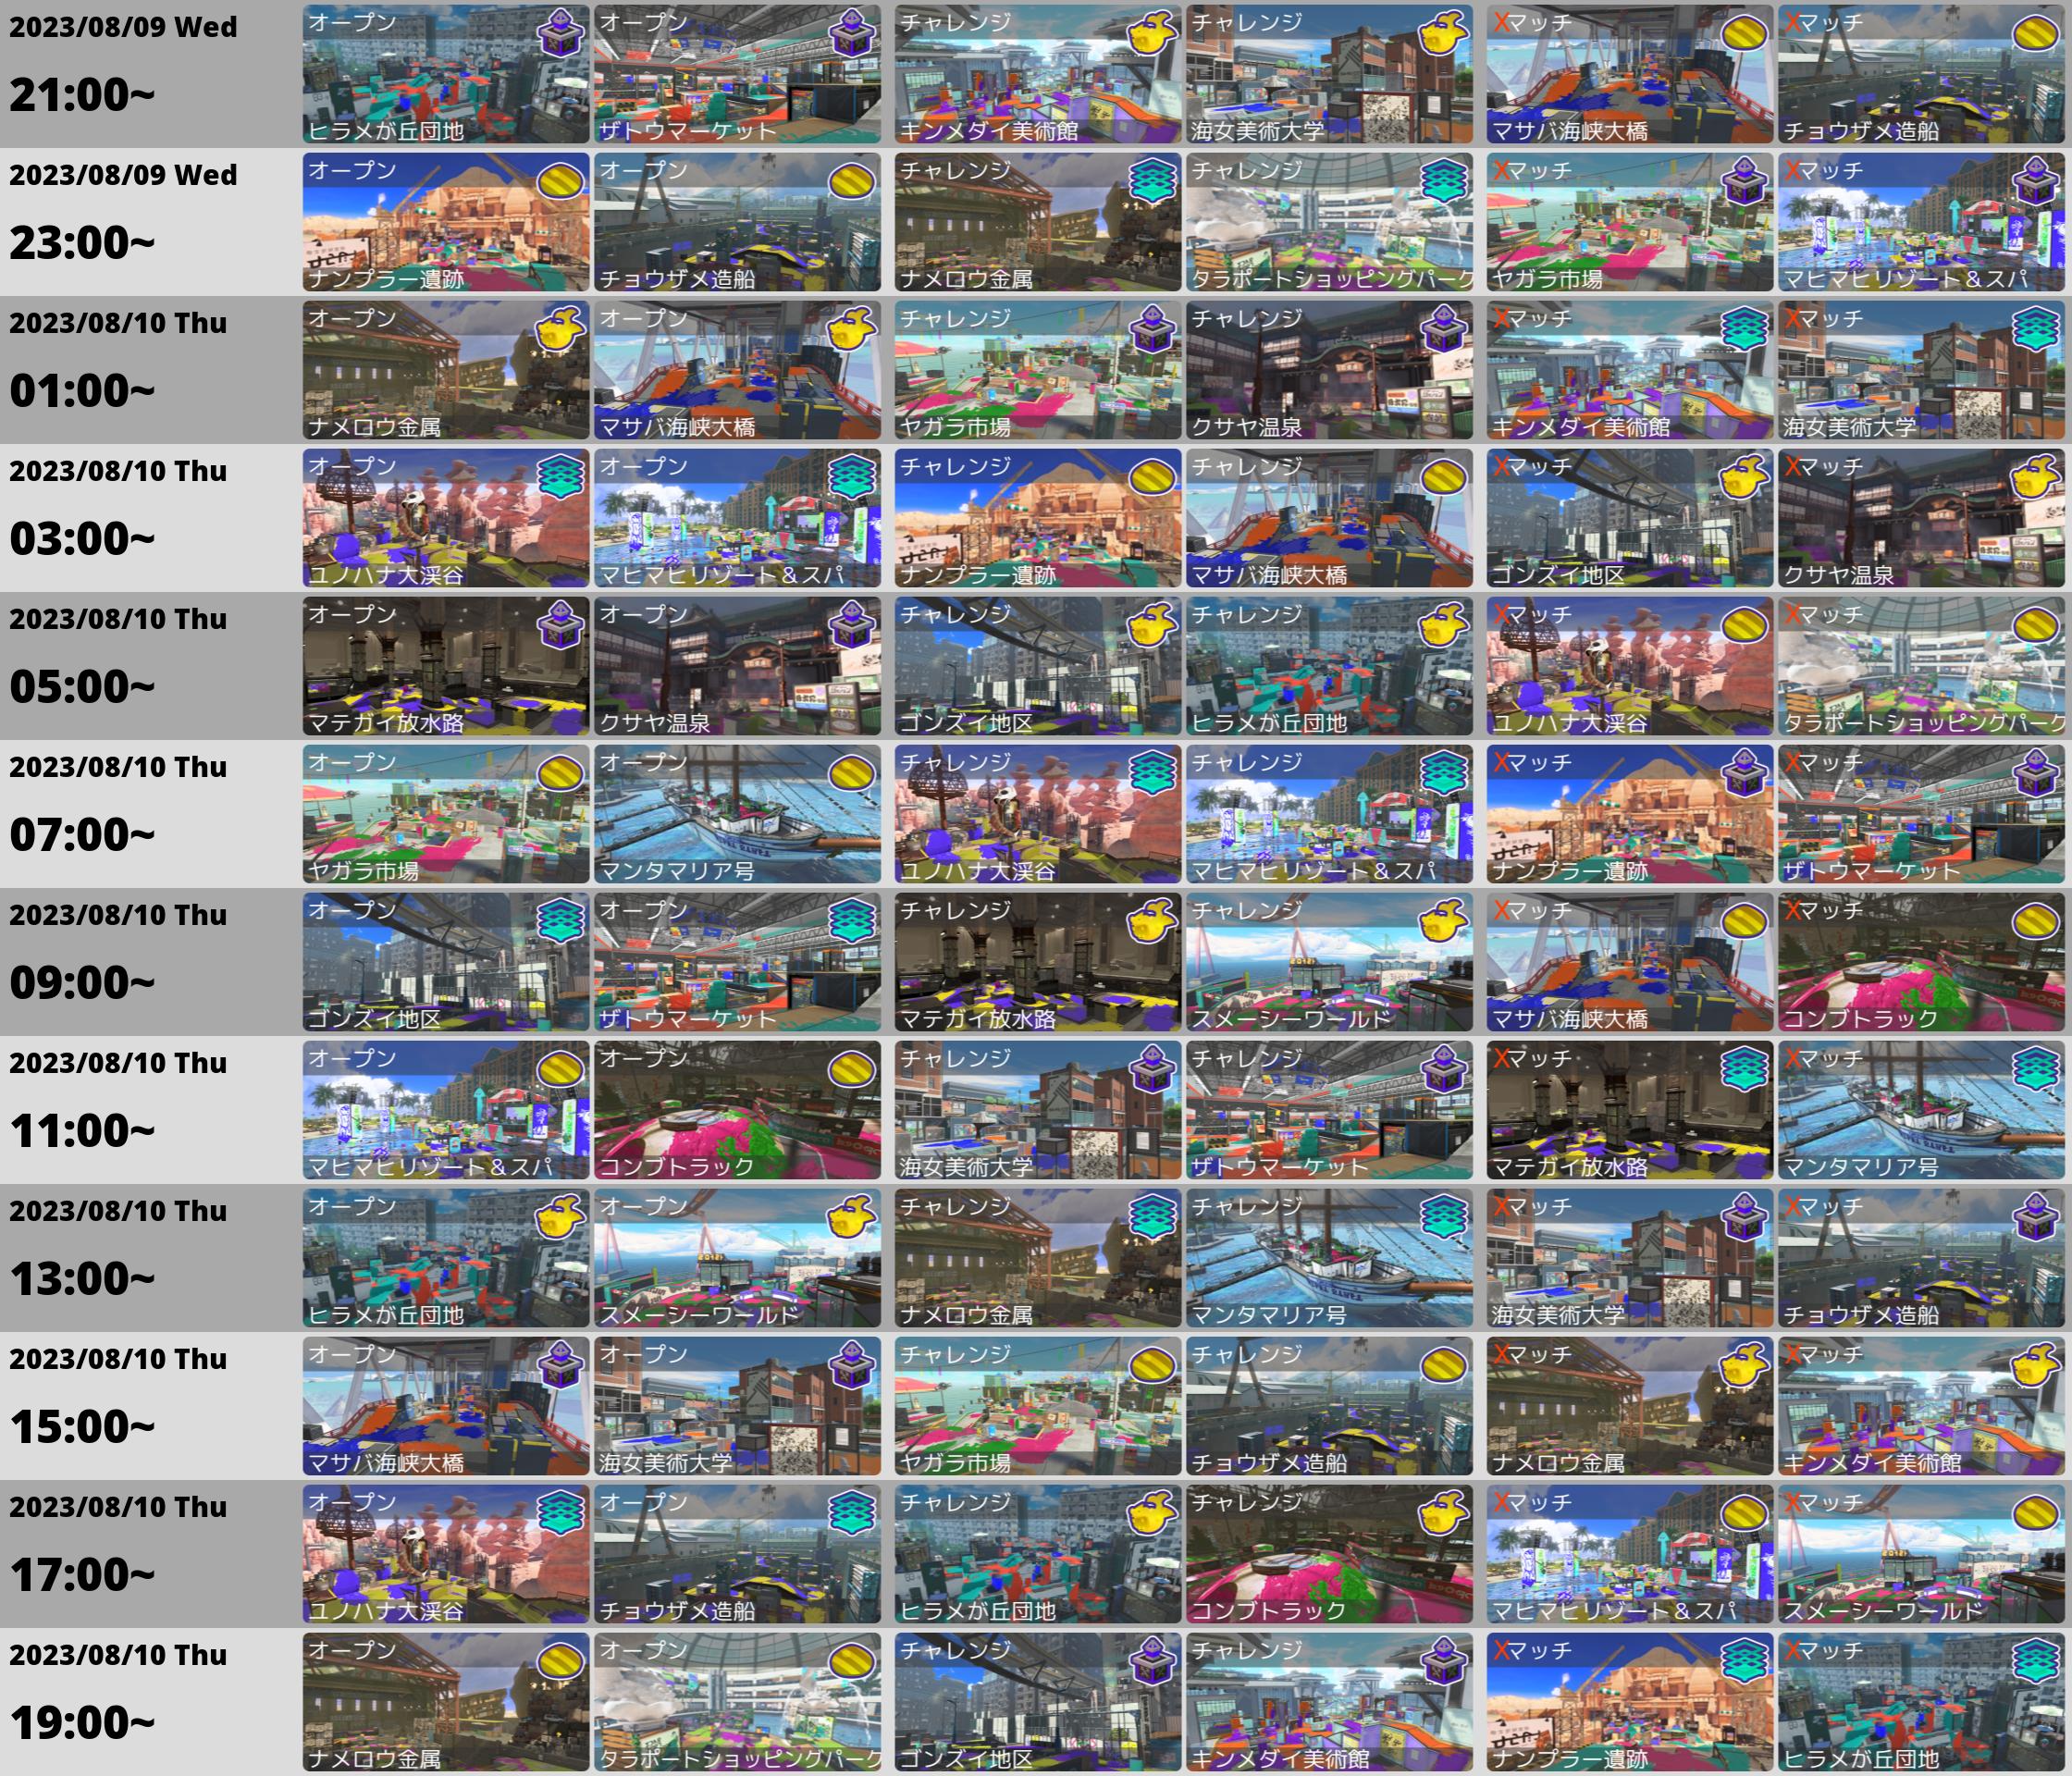 2023/08/09 Wed
21:00~
オープン オープン チャレンジ チャレンジ Xマッチ Xマッチ
ヒラメが丘団地 ザトウマーケット キンメダイ美術館 海女美術大学 マサバ海峡大橋 チョウザメ造船
2023/08/09 Wed
23:00~
オープン オープン チャレンジ チャレンジ Xマッチ Xマッチ
ナンプラー遺跡 チョウザメ造船 ナメロウ金属 タラポートショッピングパーク ヤガラ市場 マヒマヒリゾート＆スパ
2023/08/10 Thu
01:00~
オープン オープン チャレンジ チャレンジ Xマッチ Xマッチ
ナメロウ金属 マサバ海峡大橋 ヤガラ市場 クサヤ温泉 キンメダイ美術館 海女美術大学
2023/08/10 Thu
03:00~
オープン オープン チャレンジ チャレンジ Xマッチ Xマッチ
ユノハナ大渓谷 マヒマヒリゾート＆スパ ナンプラー遺跡 マサバ海峡大橋 ゴンズイ地区 クサヤ温泉
2023/08/10 Thu
05:00~
オープン オープン チャレンジ チャレンジ Xマッチ Xマッチ
マテガイ放水路 クサヤ温泉 ゴンズイ地区 ヒラメが丘団地 ユノハナ大渓谷 タラポートショッピングパーク
2023/08/10 Thu
07:00~
オープン オープン チャレンジ チャレンジ Xマッチ Xマッチ
ヤガラ市場 マンタマリア号 ユノハナ大渓谷 マヒマヒリゾート＆スパ ナンプラー遺跡 ザトウマーケット
2023/08/10 Thu
09:00~
オープン オープン チャレンジ チャレンジ Xマッチ Xマッチ
ゴンズイ地区 ザトウマーケット マテガイ放水路 スメーシーワールド マサバ海峡大橋 コンブトラック
2023/08/10 Thu
11:00~
オープン オープン チャレンジ チャレンジ Xマッチ Xマッチ
マヒマヒリゾート＆スパ コンブトラック 海女美術大学 ザトウマーケット マテガイ放水路 マンタマリア号
2023/08/10 Thu
13:00~
オープン オープン チャレンジ チャレンジ Xマッチ Xマッチ
ヒラメが丘団地 スメーシーワールド ナメロウ金属 マンタマリア号 海女美術大学 チョウザメ造船
2023/08/10 Thu
15:00~
オープン オープン チャレンジ チャレンジ Xマッチ Xマッチ
マサバ海峡大橋 海女美術大学 ヤガラ市場 チョウザメ造船 ナメロウ金属 キンメダイ美術館
2023/08/10 Thu
17:00~
オープン オープン チャレンジ チャレンジ Xマッチ Xマッチ
ユノハナ大渓谷 チョウザメ造船 ヒラメが丘団地 コンブトラック マヒマヒリゾート＆スパ スメーシーワールド
2023/08/10 Thu
19:00~
オープン オープン チャレンジ チャレンジ Xマッチ Xマッチ
ナメロウ金属 タラポートショッピングパーク ゴンズイ地区 キンメダイ美術館 ナンプラー遺跡 ヒラメが丘団地